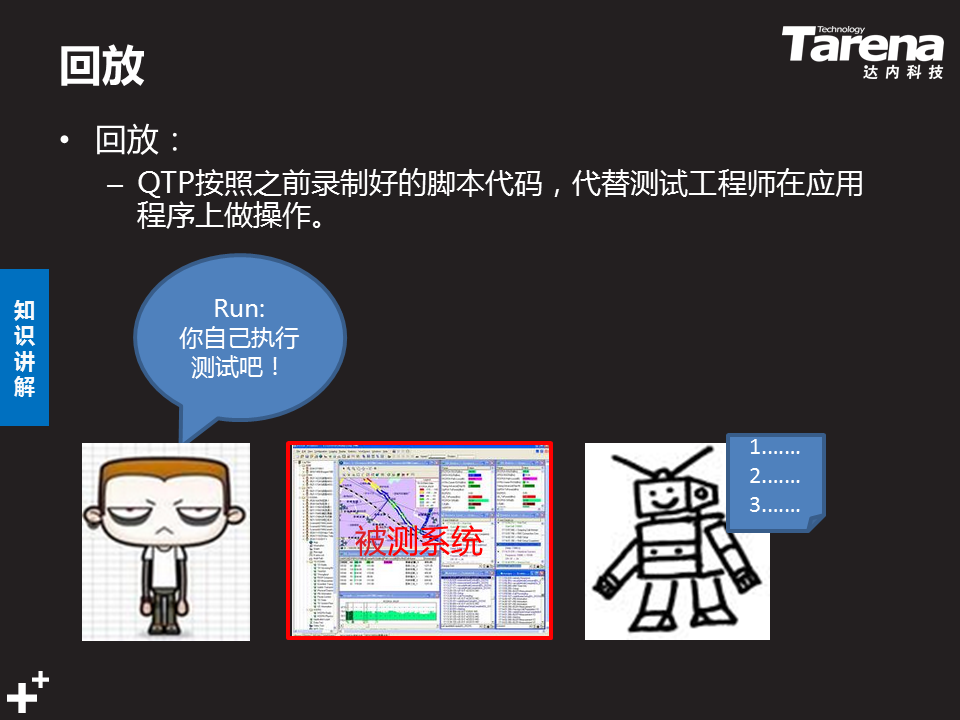 回放
Technology
Tarena
达内科技
• 回放：
– QTP按照之前录制好的脚本代码，代替测试工程师在应用
程序上做操作。
知
识
讲
解
Run:
你自己执行
测试吧！
被测系统
1.……
2.……
3.……